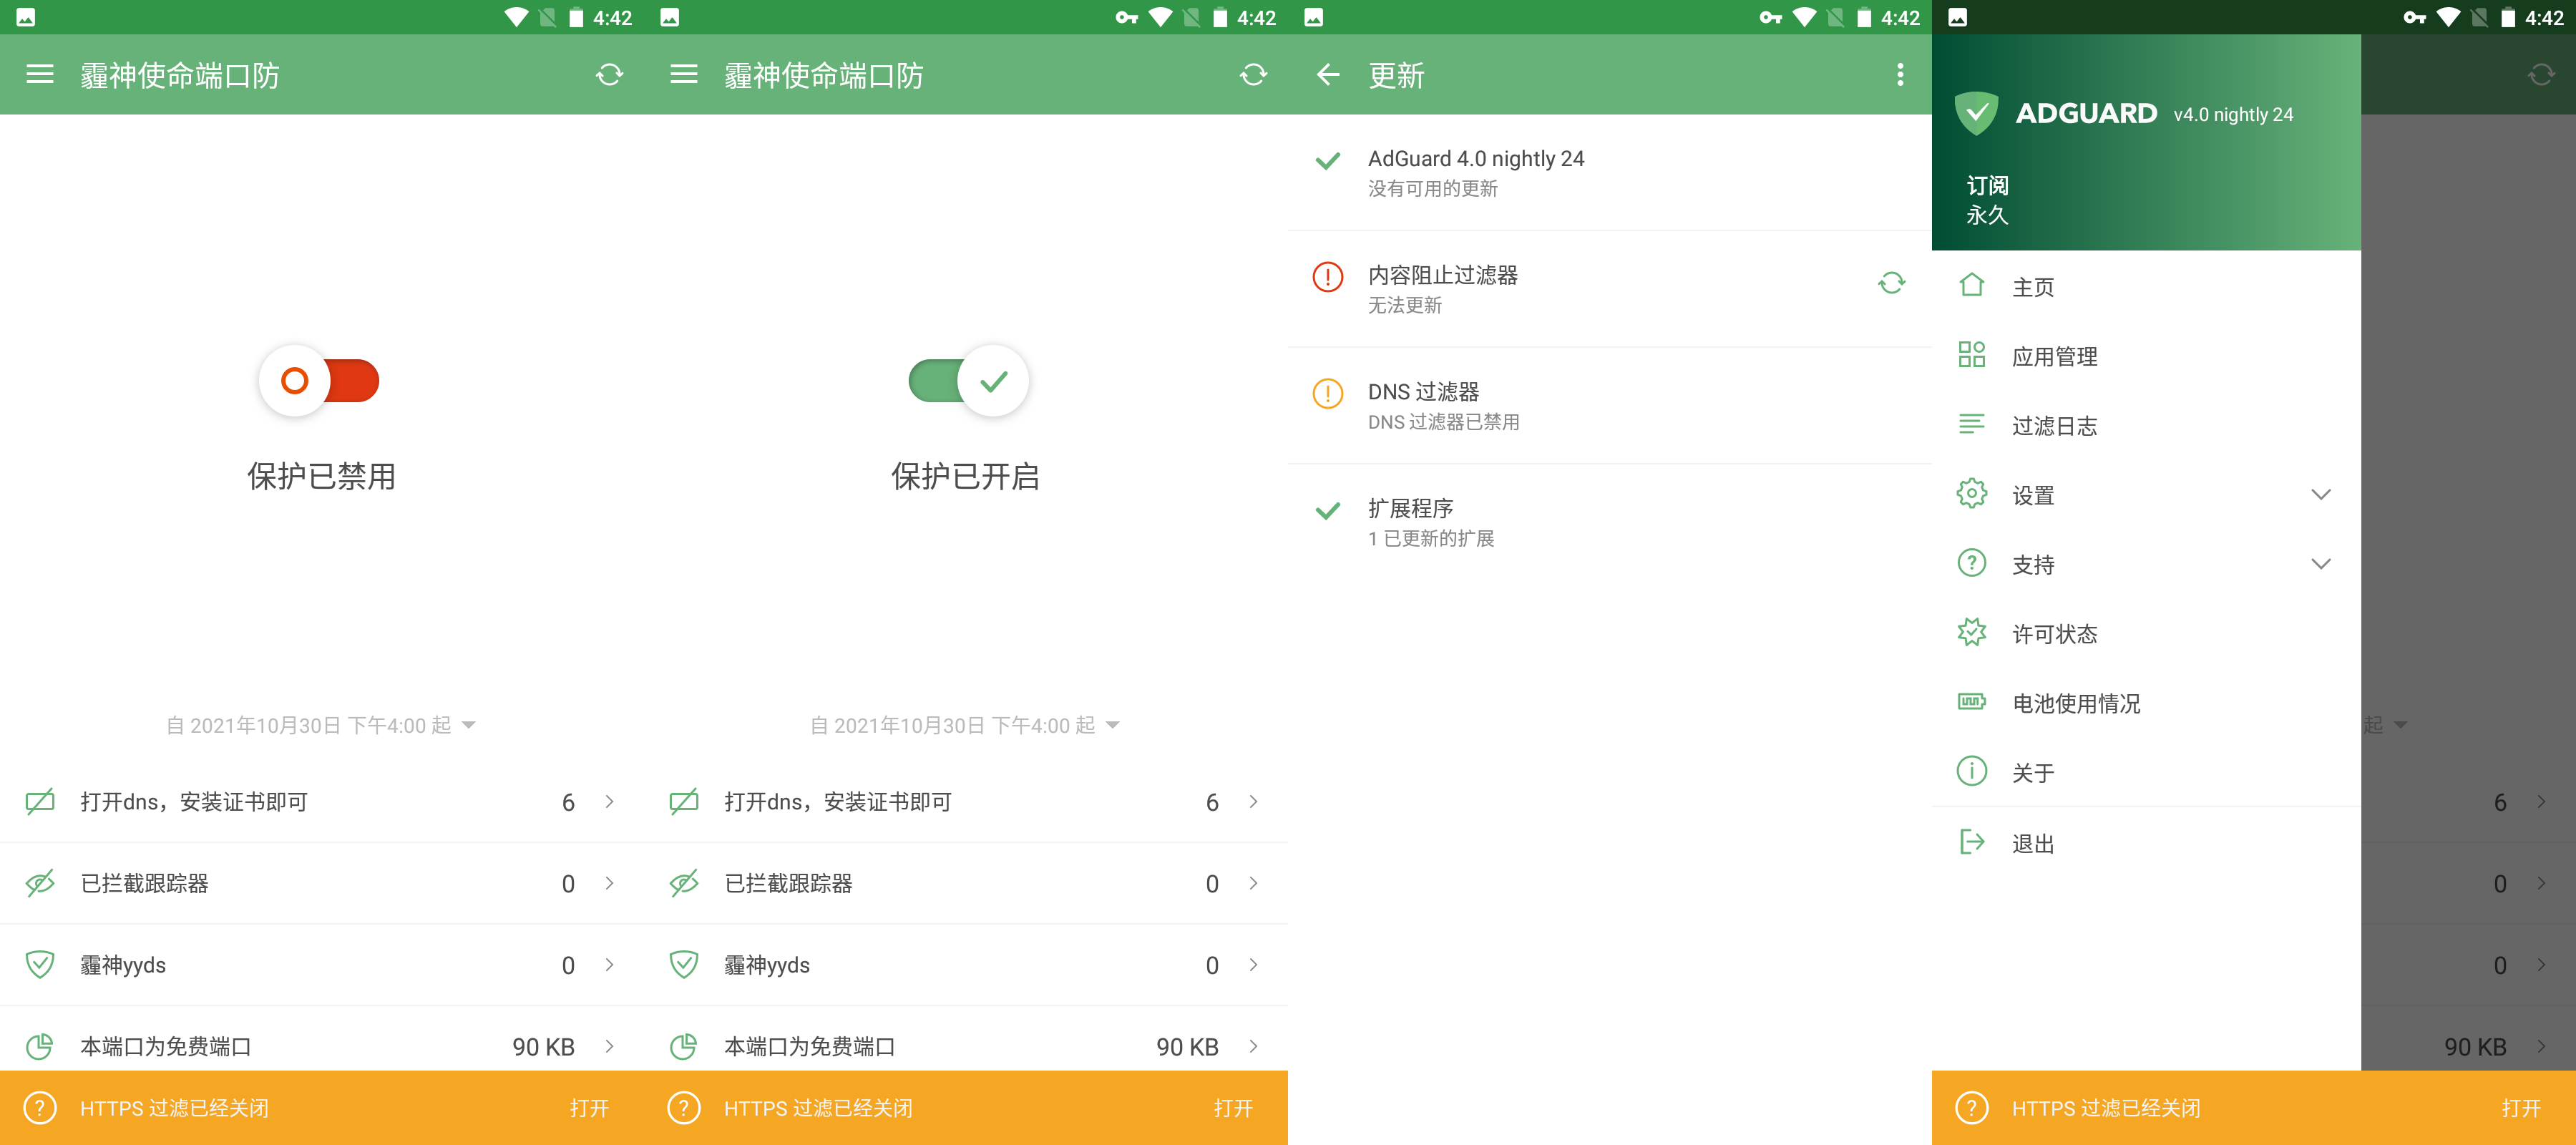 4:42
霾神使命端口防
保护已禁用
自 2021年10月30日 下午4:00 起
打开dns，安装证书即可 6
已拦截跟踪器 0
霾神yyds 0
本端口为免费端口 90 KB
HTTPS 过滤已经关闭 打开
4:42
霾神使命端口防
保护已开启
自 2021年10月30日 下午4:00 起
打开dns，安装证书即可 6
已拦截跟踪器 0
霾神yyds 0
本端口为免费端口 90 KB
HTTPS 过滤已经关闭 打开
4:42
更新
AdGuard 4.0 nightly 24
没有可用的更新
内容阻止过滤器
无法更新
DNS 过滤器
DNS 过滤器已禁用
扩展程序
1 已更新的扩展
4:42
ADGUARD v4.0 nightly 24
订阅
永久
主页
应用管理
过滤日志
设置
支持
许可状态
电池使用情况
关于
退出
起
6
0
0
90 KB
HTTPS 过滤已经关闭 打开